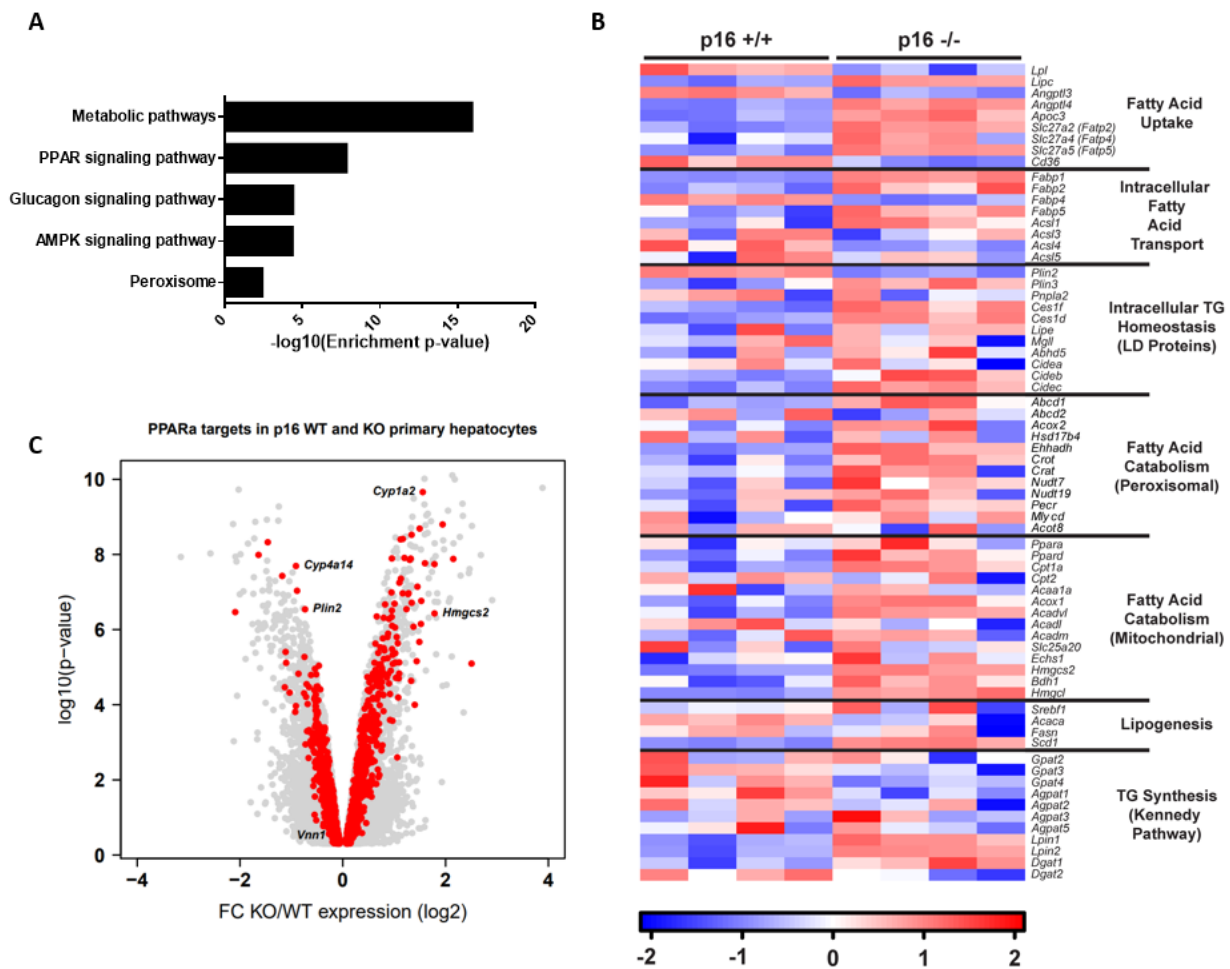 A
Metabolic pathways
PPAR signaling pathway
Glucagon signaling pathway
AMPK signaling pathway
Peroxisome
0
5
10
15
20
-log10(Enrichment p-value)
B
p16 +/+
p16 -/-
Lpl
Lipc
Angptl3
Angptl4
Apoc3
Slc27a2 (Fatp2)
Slc27a4 (Fatp4)
Slc27a5 (Fatp5)
Cd36
Fatty Acid
Uptake
Fabp1
Fabp2
Fabp4
Fabp5
Acsl1
Acsl3
Acsl4
Acsl5
Intracellular
Fatty
Acid
Transport
Plin2
Plin3
Pnpla2
Ces1f
Ces1d
Lipe
Mgll
Abhd5
Cidea
Cideb
Cidec
Intracellular TG
Homeostasis
(LD Proteins)
Abcd1
Abcd2
Acox2
Hsd17b4
Ehhadh
Crot
Crat
Nudt7
Nudt19
Pecr
Mlycd
Acot8
Fatty Acid
Catabolism
(Peroxisomal)
Ppara
Ppard
Cpt1a
Cpt2
Acaa1a
Acox1
Acadvl
Acadl
Acadm
Slc25a20
Echs1
Hmgcs2
Bdh1
Hmgcl
Fatty Acid
Catabolism
(Mitochondrial)
Srebf1
Acaca
Fasn
Scd1
Lipogenesis
Gpat2
Gpat3
Gpat4
Agpat1
Agpat2
Agpat3
Agpat5
Lpin1
Lpin2
Dgat1
Dgat2
TG Synthesis
(Kennedy
Pathway)
-2
-1
0
1
2
C
PPARa targets in p16 WT and KO primary hepatocytes
log10(p-value)
10
8
6
4
2
0
Cyp1a2
Cyp4a14
Plin2
Hmgcs2
Vnn1
−4
−2
0
2
4
FC KO/WT expression (log2)